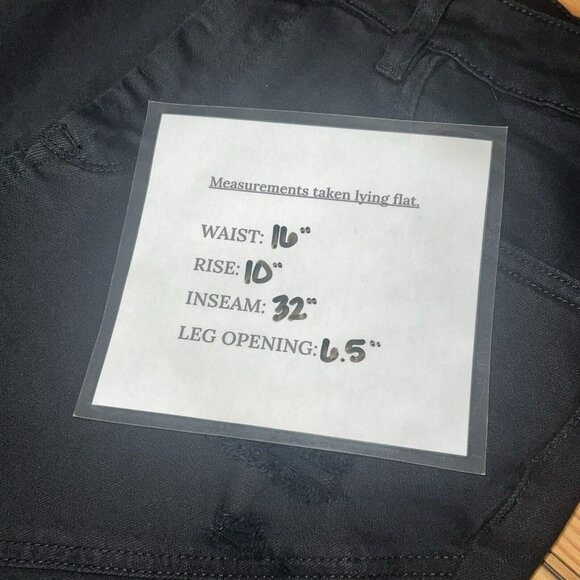 Measurements taken lying flat.
WAIST: 16"
RISE: 10"
INSEAM: 32"
LEG OPENING: 6.5"